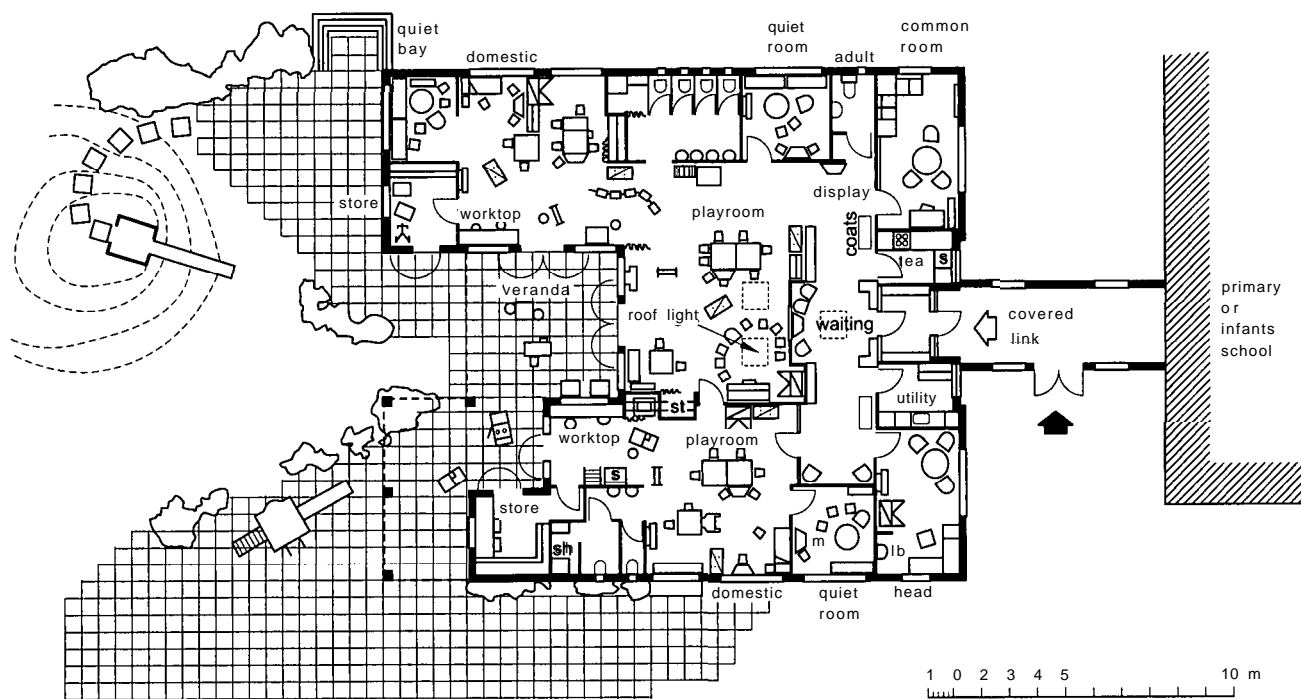 quiet
bay
domestic
quiet
room
adult
common
room
store
worktop
playroom
display
coats
tea
s
veranda
roof light
waiting
covered
link
primary
or
infants
school
utility
st
worktop
playroom
s
store
sh
m
lb
domestic
quiet
room
head
1 0 2 3 4 5 10 m